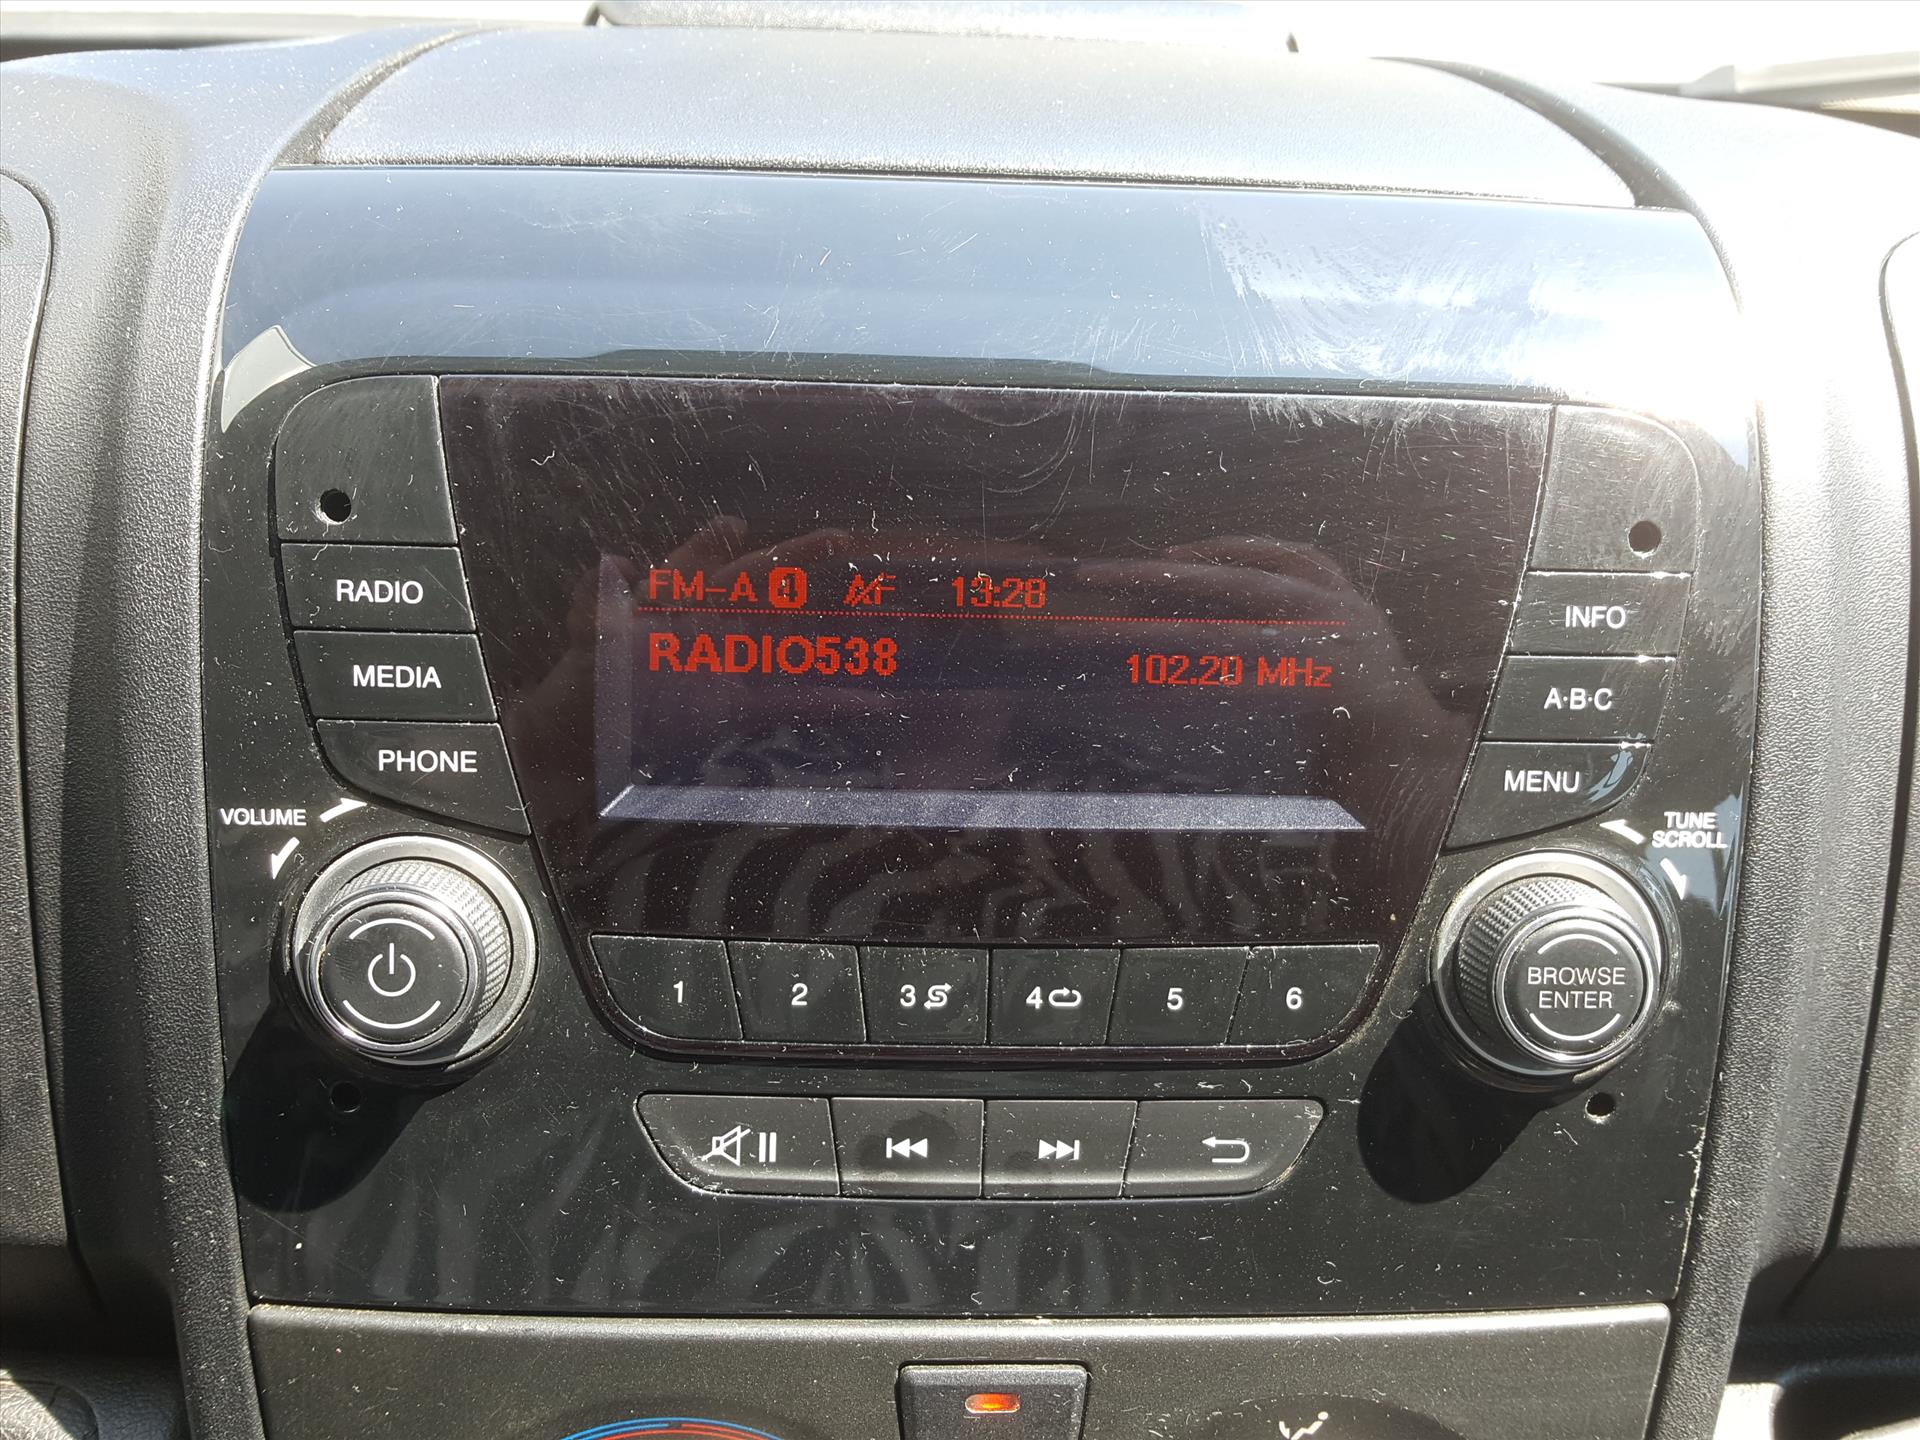 FM-A 4 AF 13:28
RADIO538 102.20 MHz
RADIO
MEDIA
PHONE
VOLUME
INFO
A·B·C
MENU
TUNE
SCROLL
BROWSE
ENTER
1 2 3 4 5 6